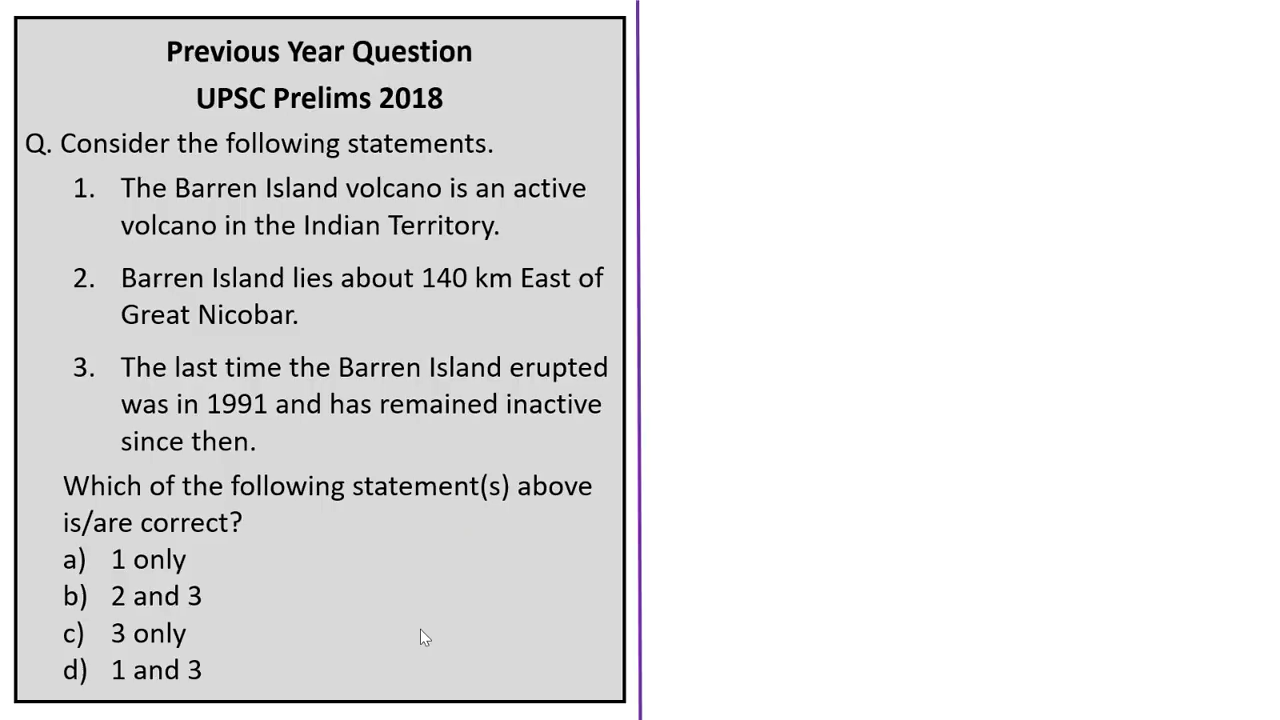 Previous Year Question
UPSC Prelims 2018
Q. Consider the following statements.
1. The Barren Island volcano is an active
volcano in the Indian Territory.
2. Barren Island lies about 140 km East of
Great Nicobar.
3. The last time the Barren Island erupted
was in 1991 and has remained inactive
since then.
Which of the following statement(s) above
is/are correct?
a) 1 only
b) 2 and 3
c) 3 only
d) 1 and 3